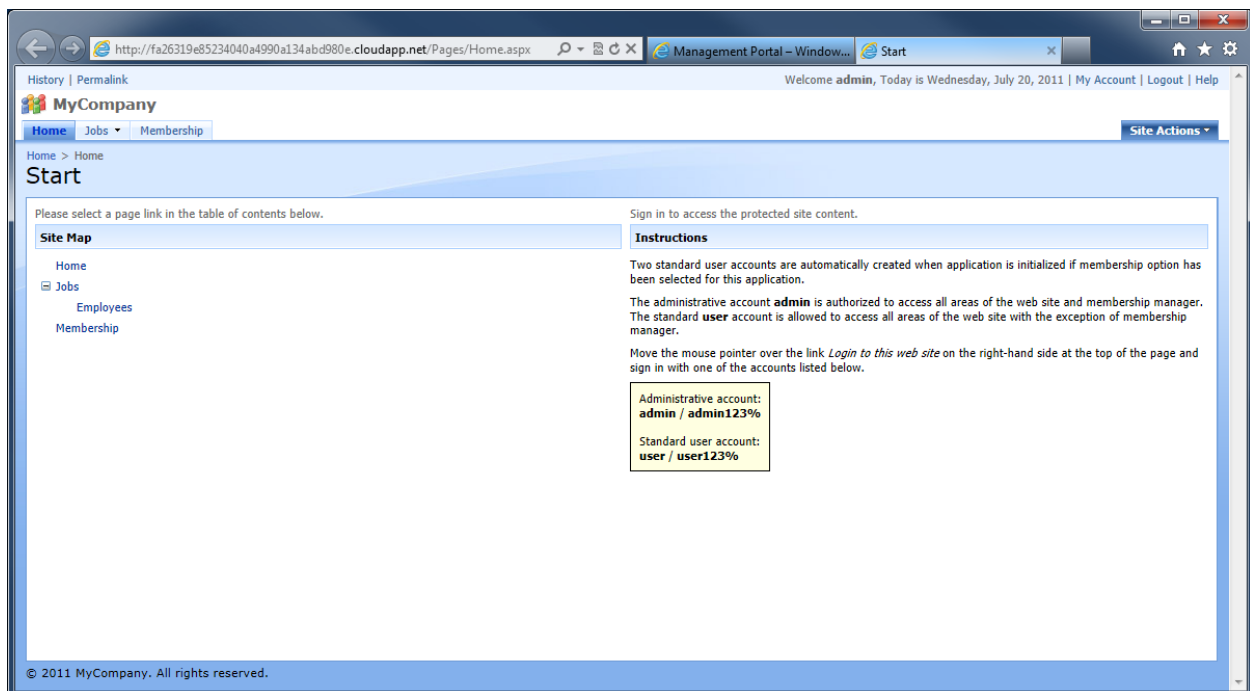 http://fa26319e85234040a4990a134abd980e.cloudapp.net/Pages/Home.aspx
Management Portal – Window...
Start
History | Permalink
Welcome admin, Today is Wednesday, July 20, 2011 | My Account | Logout | Help
MyCompany
Home Jobs Membership
Site Actions
Home > Home
Start
Please select a page link in the table of contents below.
Site Map
Home
Jobs
Employees
Membership
Sign in to access the protected site content.
Instructions
Two standard user accounts are automatically created when application is initialized if membership option has
been selected for this application.
The administrative account admin is authorized to access all areas of the web site and membership manager.
The standard user account is allowed to access all areas of the web site with the exception of membership
manager.
Move the mouse pointer over the link Login to this web site on the right-hand side at the top of the page and
sign in with one of the accounts listed below.
Administrative account:
admin / admin123%
Standard user account:
user / user123%
© 2011 MyCompany. All rights reserved.